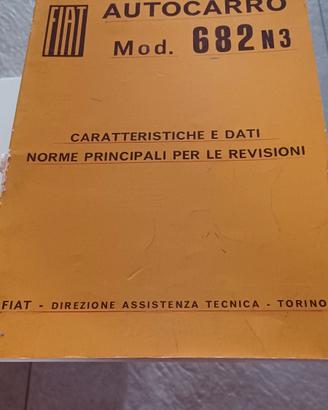 FIAT
AUTOCARRO
Mod. 682 N3
CARATTERISTICHE E DATI
NORME PRINCIPALI PER LE REVISIONI
FIAT - DIREZIONE ASSISTENZA TECNICA - TORINO